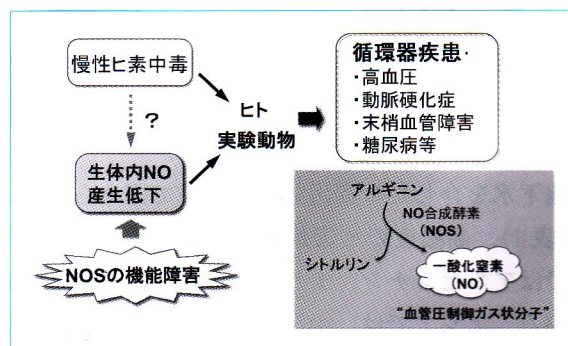 慢性ヒ素中毒
?
生体内NO
産生低下
NOSの機能障害
ヒト
実験動物
循環器疾患・
・高血圧
・動脈硬化症
・末梢血管障害
・糖尿病等
アルギニン
NO合成酵素
(NOS)
シトルリン
一酸化窒素
(NO)
“血管圧制御ガス状分子”